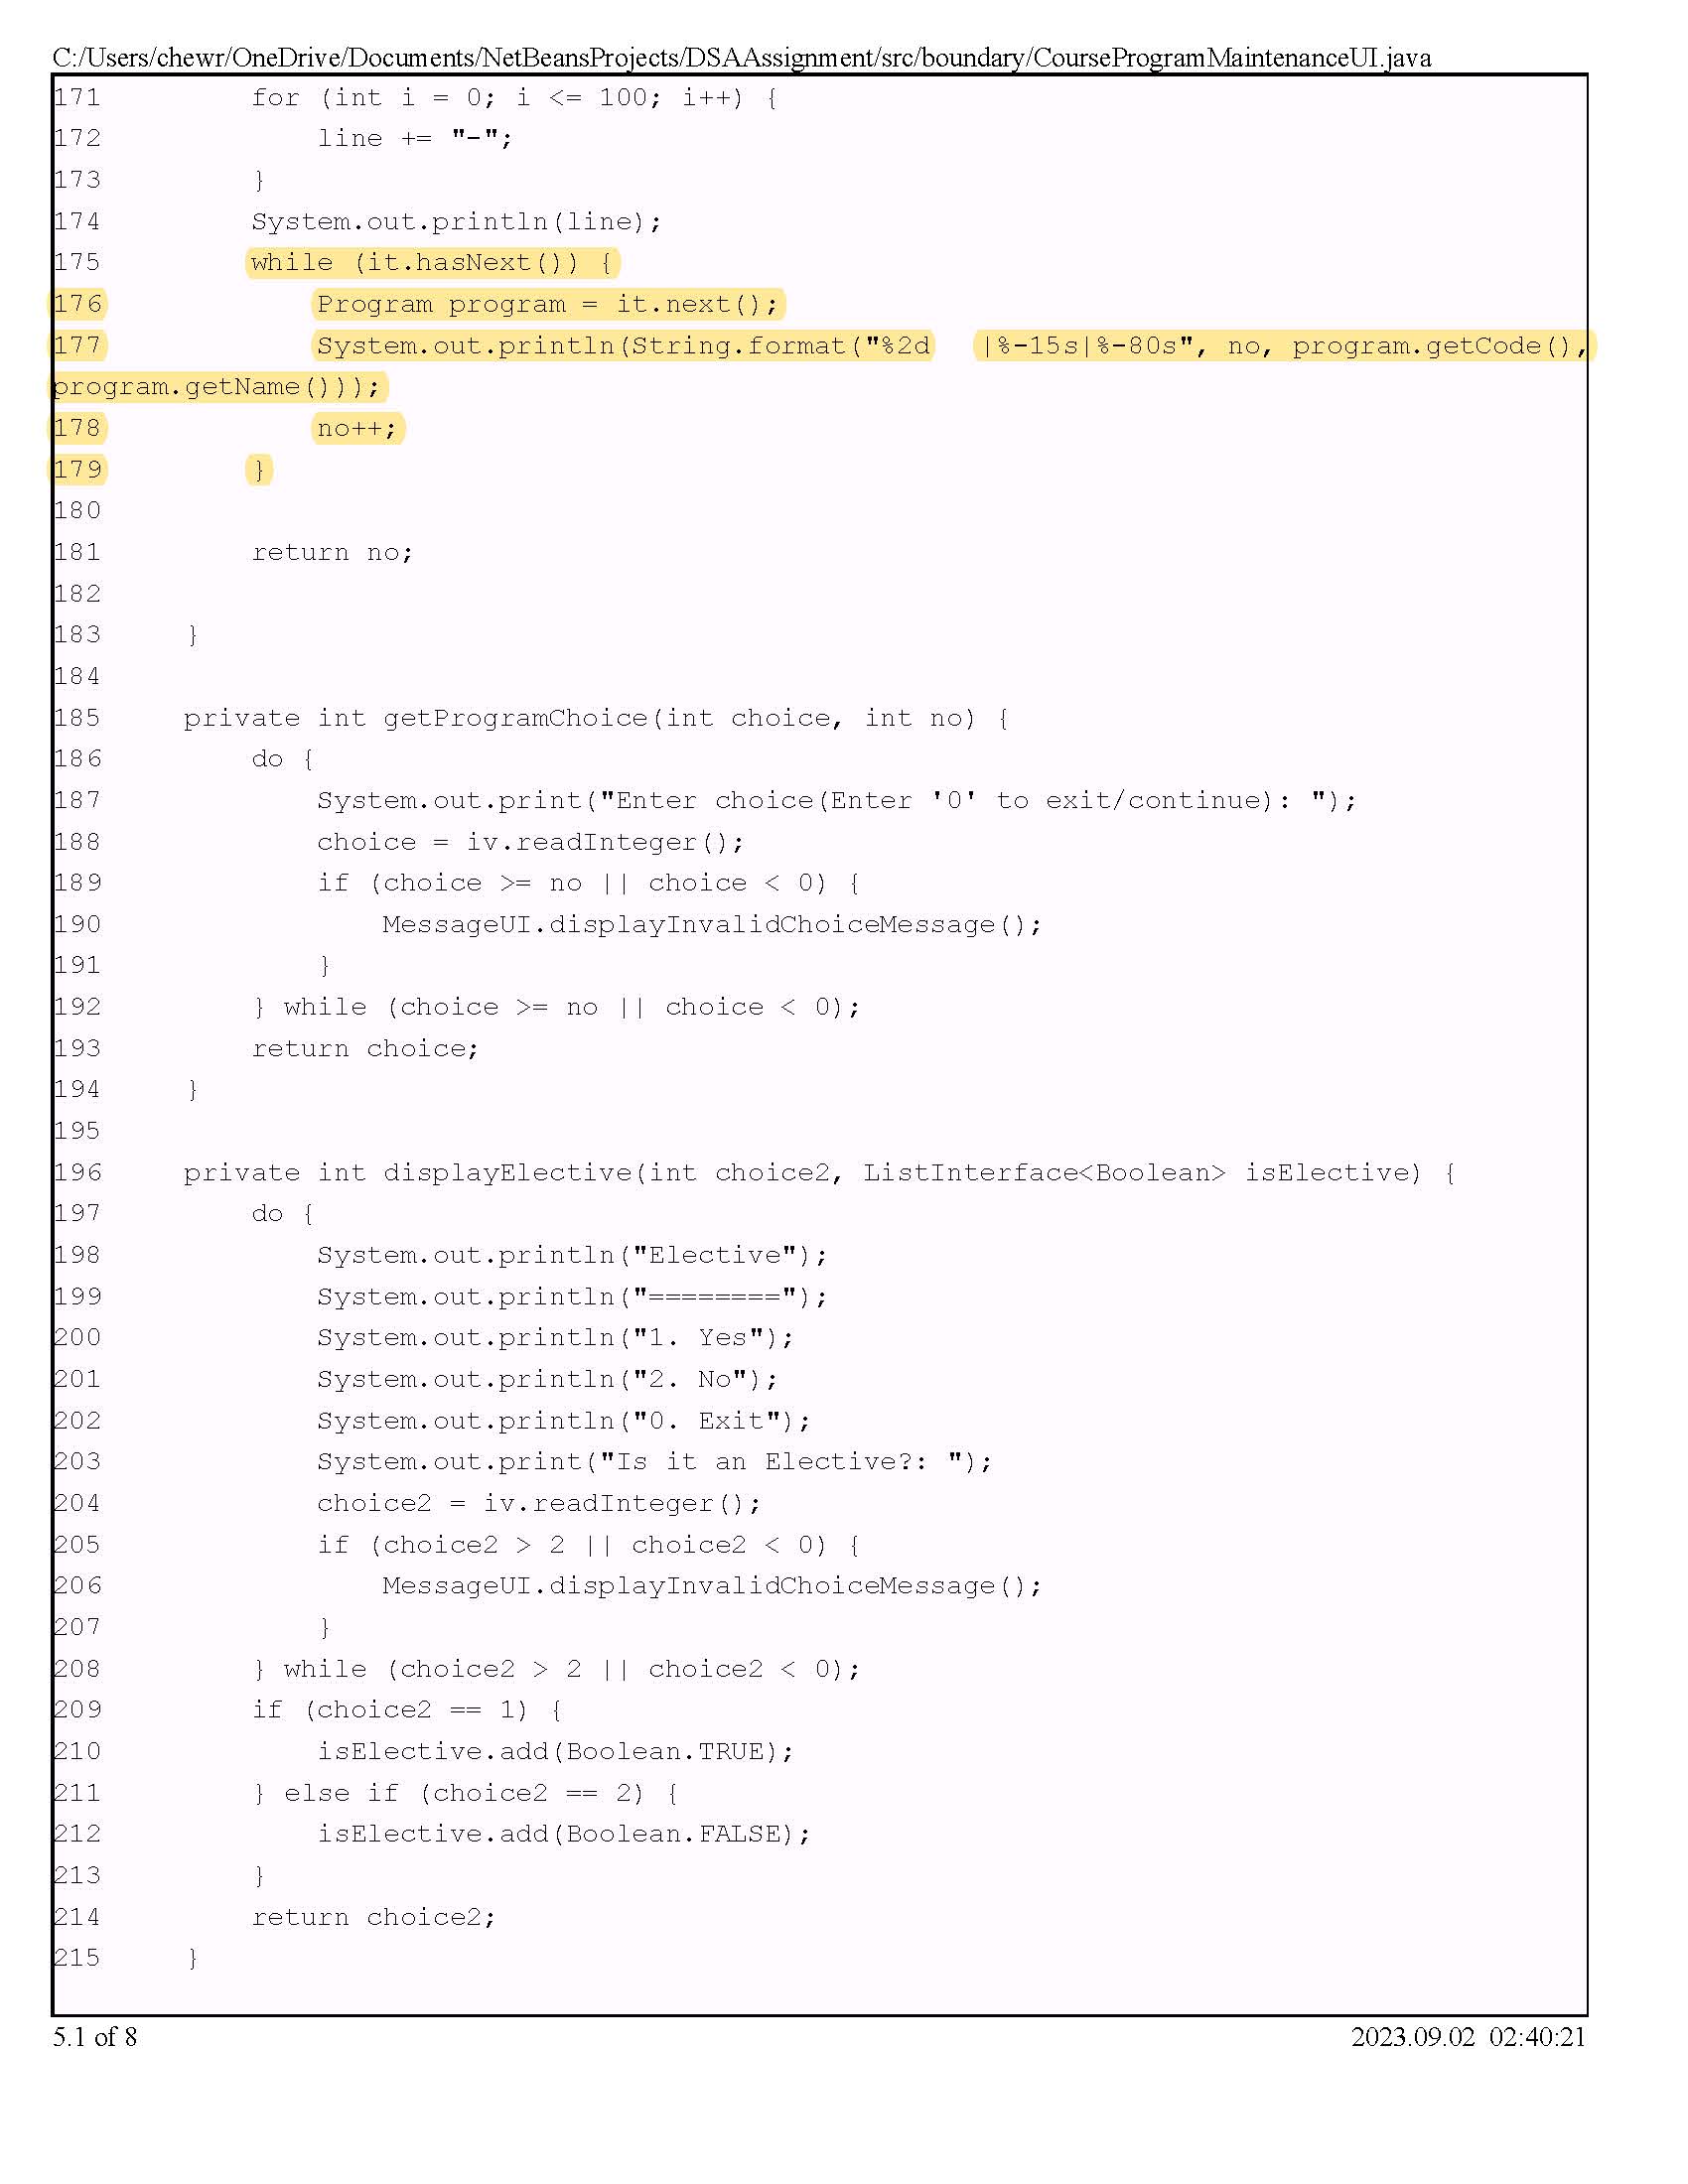 C:/Users/chewr/OneDrive/Documents/NetBeansProjects/DSAAssignment/src/boundary/CourseProgramMaintenanceUI.java
171         for (int i = 0; i <= 100; i++) {
172             line += "-";
173         }
174         System.out.println(line);
175         while (it.hasNext()) {
176             Program program = it.next();
177             System.out.println(String.format("%2d   |%-15s|%-80s", no, program.getCode(),
program.getName()));
178             no++;
179         }
180
181         return no;
182
183     }
184
185     private int getProgramChoice(int choice, int no) {
186         do {
187             System.out.print("Enter choice(Enter '0' to exit/continue): ");
188             choice = iv.readInteger();
189             if (choice >= no || choice < 0) {
190                 MessageUI.displayInvalidChoiceMessage();
191             }
192         } while (choice >= no || choice < 0);
193         return choice;
194     }
195
196     private int displayElective(int choice2, ListInterface<Boolean> isElective) {
197         do {
198             System.out.println("Elective");
199             System.out.println("========");
200             System.out.println("1. Yes");
201             System.out.println("2. No");
202             System.out.println("0. Exit");
203             System.out.print("Is it an Elective?: ");
204             choice2 = iv.readInteger();
205             if (choice2 > 2 || choice2 < 0) {
206                 MessageUI.displayInvalidChoiceMessage();
207             }
208         } while (choice2 > 2 || choice2 < 0);
209         if (choice2 == 1) {
210             isElective.add(Boolean.TRUE);
211         } else if (choice2 == 2) {
212             isElective.add(Boolean.FALSE);
213         }
214         return choice2;
215     }
5.1 of 8
2023.09.02 02:40:21